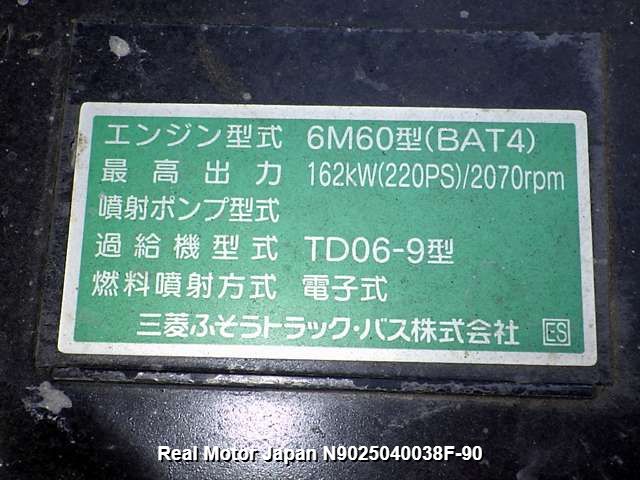 エンジン型式 6M60型(BAT4)
最高出力 162kW(220PS)/2070rpm
噴射ポンプ型式
過給機型式 TD06-9型
燃料噴射方式 電子式
三菱ふそうトラック・バス株式会社 ES
Real Motor Japan N9025040038F-90